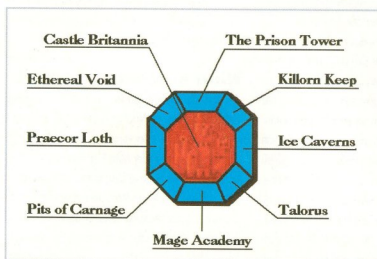 Castle Britannia
The Prison Tower
Ethereal Void
Killorn Keep
Praecor Loth
Ice Caverns
Pits of Carnage
Talorus
Mage Academy